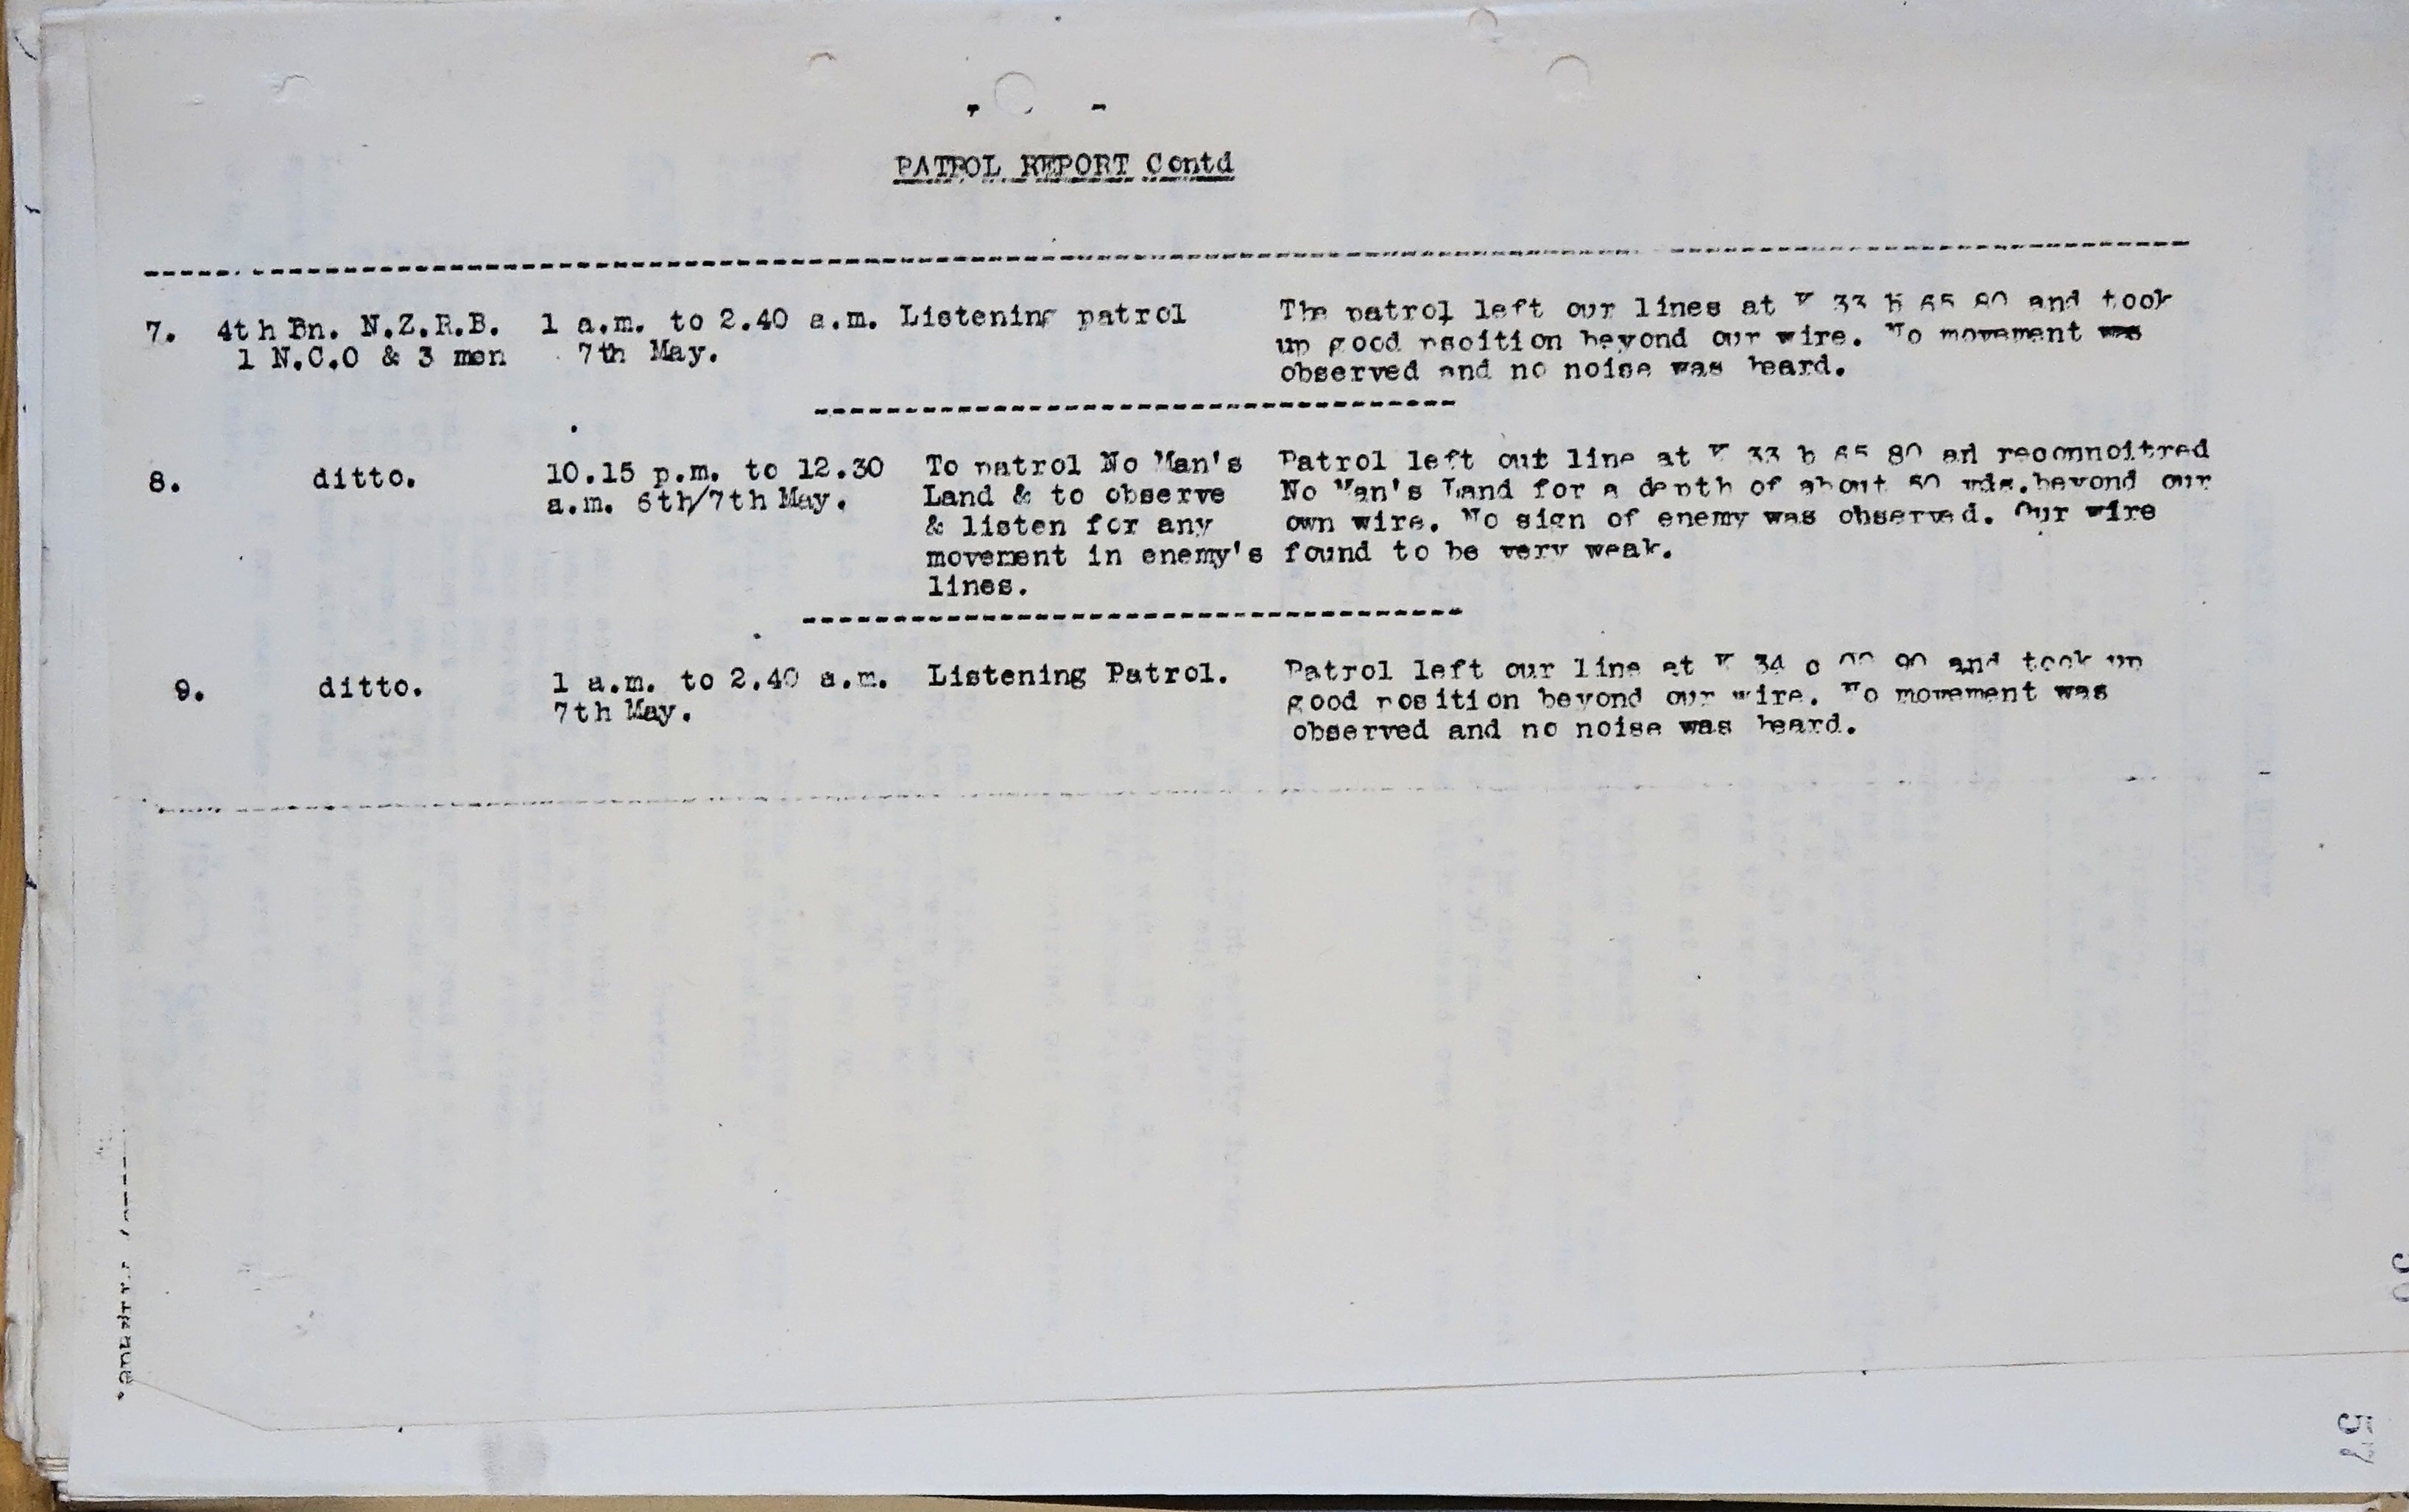 PATROL REPORT Contd
7. 4th Bn. N.Z.R.B. 1 a.m. to 2.40 a.m. Listening patrol The patrol left our lines at K 33 b 65 80 and took
1 N.C.O & 3 men 7th May. up good psoition beyond our wire. No movement was
observed and no noise was heard.
8. ditto. 10.15 p.m. to 12.30 To patrol No Man's Patrol left out line at K 33 b 65 80 ad reconnoitred
a.m. 6th/7th May. Land & to observe No Man's Land for a depth of about 50 yds.beyond our
& listen for any own wire. No sign of enemy was observed. Our wire
movement in enemy's found to be very weak.
lines.
9. ditto. 1 a.m. to 2.40 a.m. Listening Patrol. Patrol left our line at K 34 c 90 and took up
7th May. good position beyond our wire. No movement was
observed and no noise was heard.
57